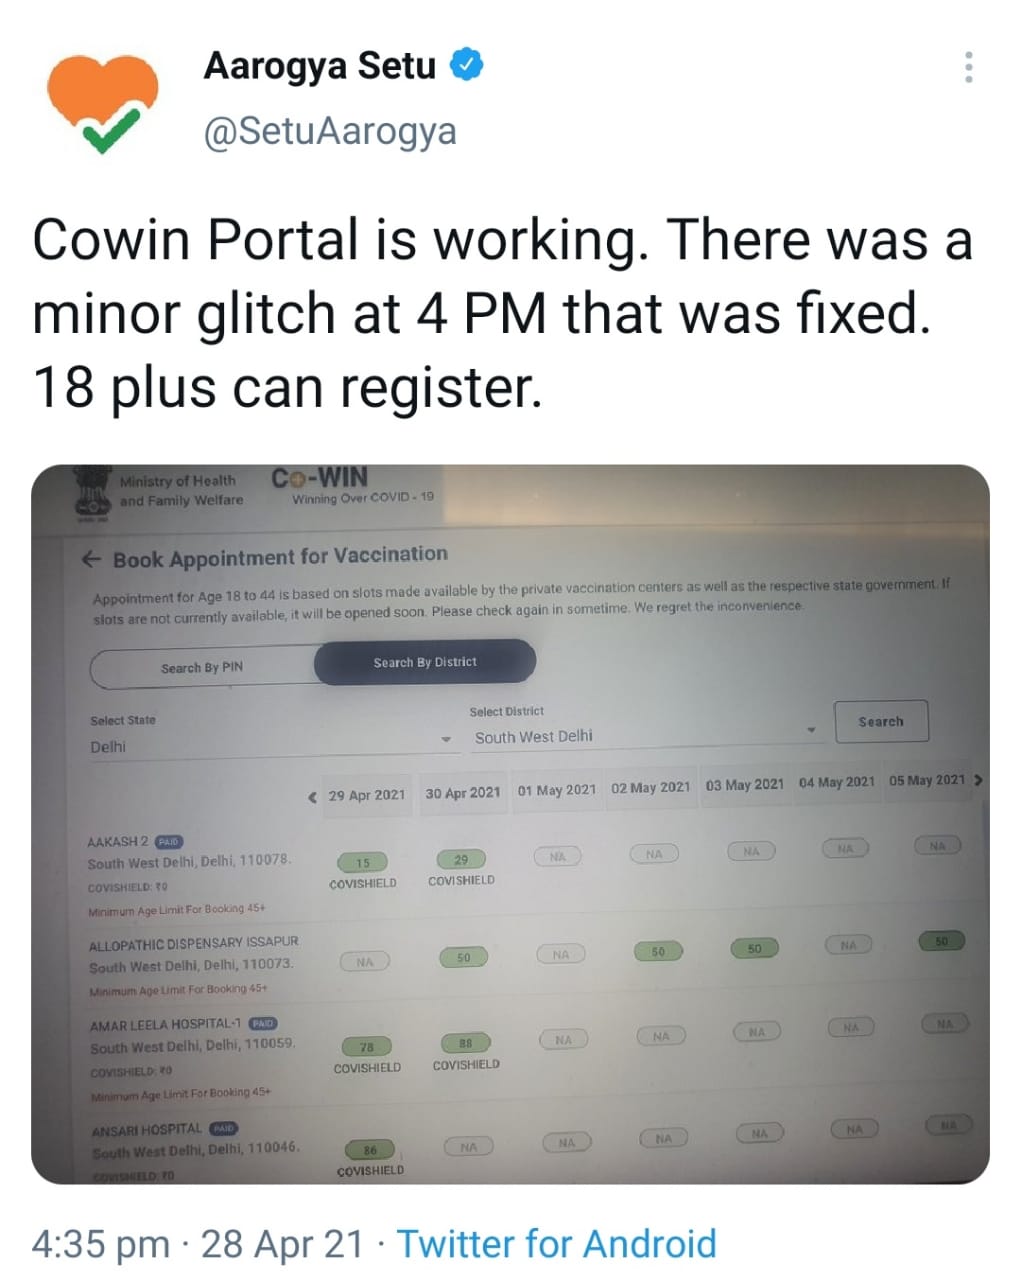 Aarogya Setu
@SetuAarogya
Cowin Portal is working. There was a
minor glitch at 4 PM that was fixed.
18 plus can register.
Ministry of Health
and Family Welfare
CO-WIN
Winning Over COVID - 19
← Book Appointment for Vaccination
Appointment for Age 18 to 44 is based on slots made available by the private vaccination centers as well as the respective state government. If
slots are not currently available, it will be opened soon. Please check again in sometime. We regret the inconvenience.
Search By PIN
Search By District
Select State
Delhi
Select District
South West Delhi
Search
29 Apr 2021 30 Apr 2021 01 May 2021 02 May 2021 03 May 2021 04 May 2021 05 May 2021
AAKASH 2 PAID
South West Delhi, Delhi, 110078.
COVISHIELD: ₹0
Minimum Age Limit For Booking 45+
15 29 NA NA NA NA NA
COVISHIELD COVISHIELD
ALLOPATHIC DISPENSARY ISSAPUR
South West Delhi, Delhi, 110073.
Minimum Age Limit For Booking 45+
NA 50 NA 50 50 NA 50
AMAR LEELA HOSPITAL-1 PAID
South West Delhi, Delhi, 110059.
COVISHIELD: ₹0
Minimum Age Limit For Booking 45+
78 88 NA NA NA NA NA
COVISHIELD COVISHIELD
ANSARI HOSPITAL PAID
South West Delhi, Delhi, 110046.
COVISHIELD: ₹0
86 NA NA NA NA NA NA
COVISHIELD
4:35 pm · 28 Apr 21 · Twitter for Android